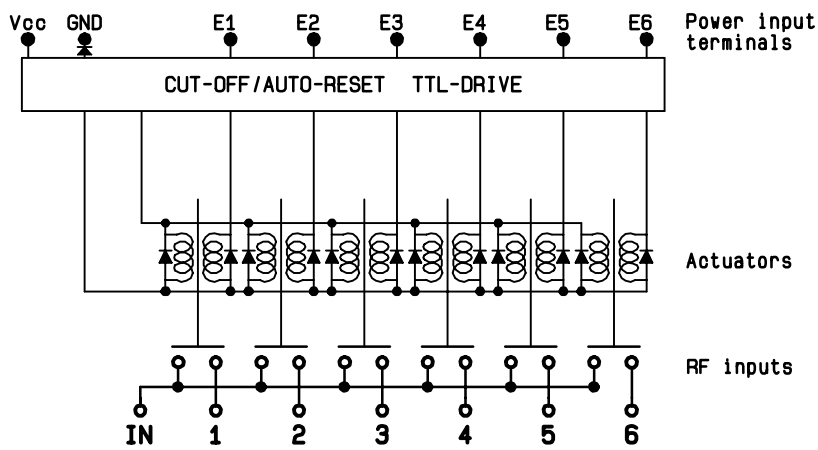 Vcc GND E1 E2 E3 E4 E5 E6 Power input
terminals
CUT-OFF/AUTO-RESET TTL-DRIVE
Actuators
RF inputs
IN 1 2 3 4 5 6